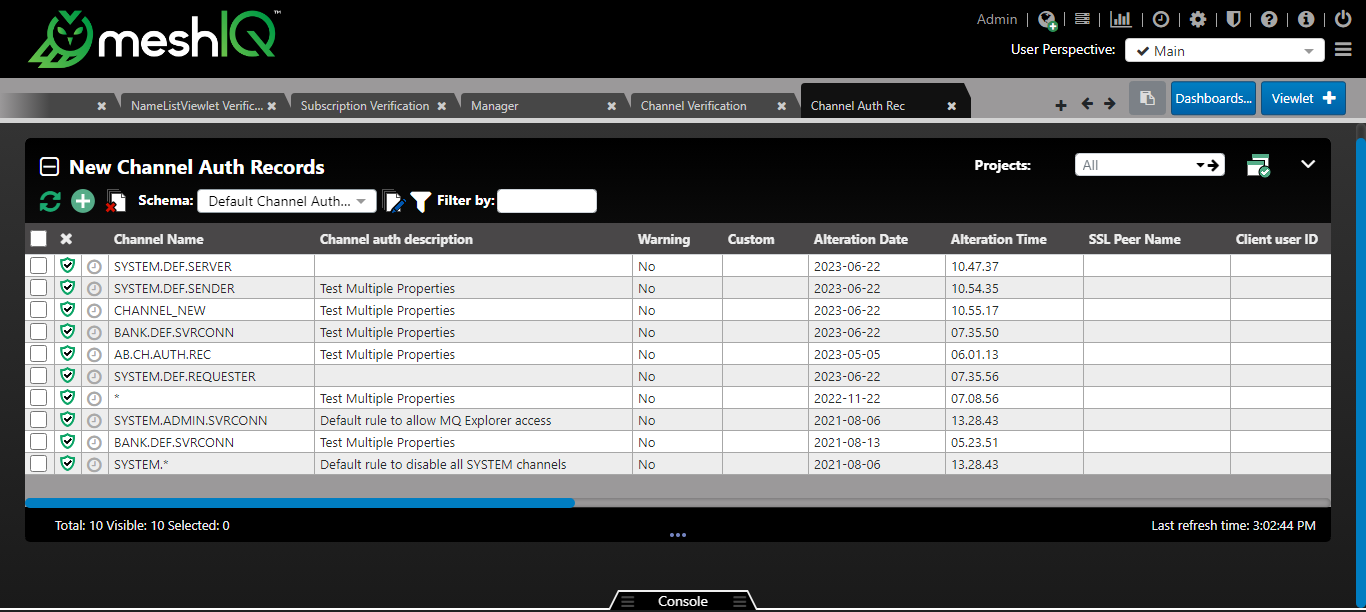 Admin
meshIQ™
User Perspective: Main
NameListViewlet Verific... Subscription Verification Manager Channel Verification Channel Auth Rec Dashboards... Viewlet
New Channel Auth Records Projects: All
Schema: Default Channel Auth... Filter by:
Channel Name Channel auth description Warning Custom Alteration Date Alteration Time SSL Peer Name Client user ID
SYSTEM.DEF.SERVER No 2023-06-22 10.47.37
SYSTEM.DEF.SENDER Test Multiple Properties No 2023-06-22 10.54.35
CHANNEL_NEW Test Multiple Properties No 2023-06-22 10.55.17
BANK.DEF.SVRCONN Test Multiple Properties No 2023-06-22 07.35.50
AB.CH.AUTH.REC Test Multiple Properties No 2023-05-05 06.01.13
SYSTEM.DEF.REQUESTER No 2023-06-22 07.35.56
* Test Multiple Properties No 2022-11-22 07.08.56
SYSTEM.ADMIN.SVRCONN Default rule to allow MQ Explorer access No 2021-08-06 13.28.43
BANK.DEF.SVRCONN Test Multiple Properties No 2021-08-13 05.23.51
SYSTEM.* Default rule to disable all SYSTEM channels No 2021-08-06 13.28.43
Total: 10 Visible: 10 Selected: 0 Last refresh time: 3:02:44 PM
Console